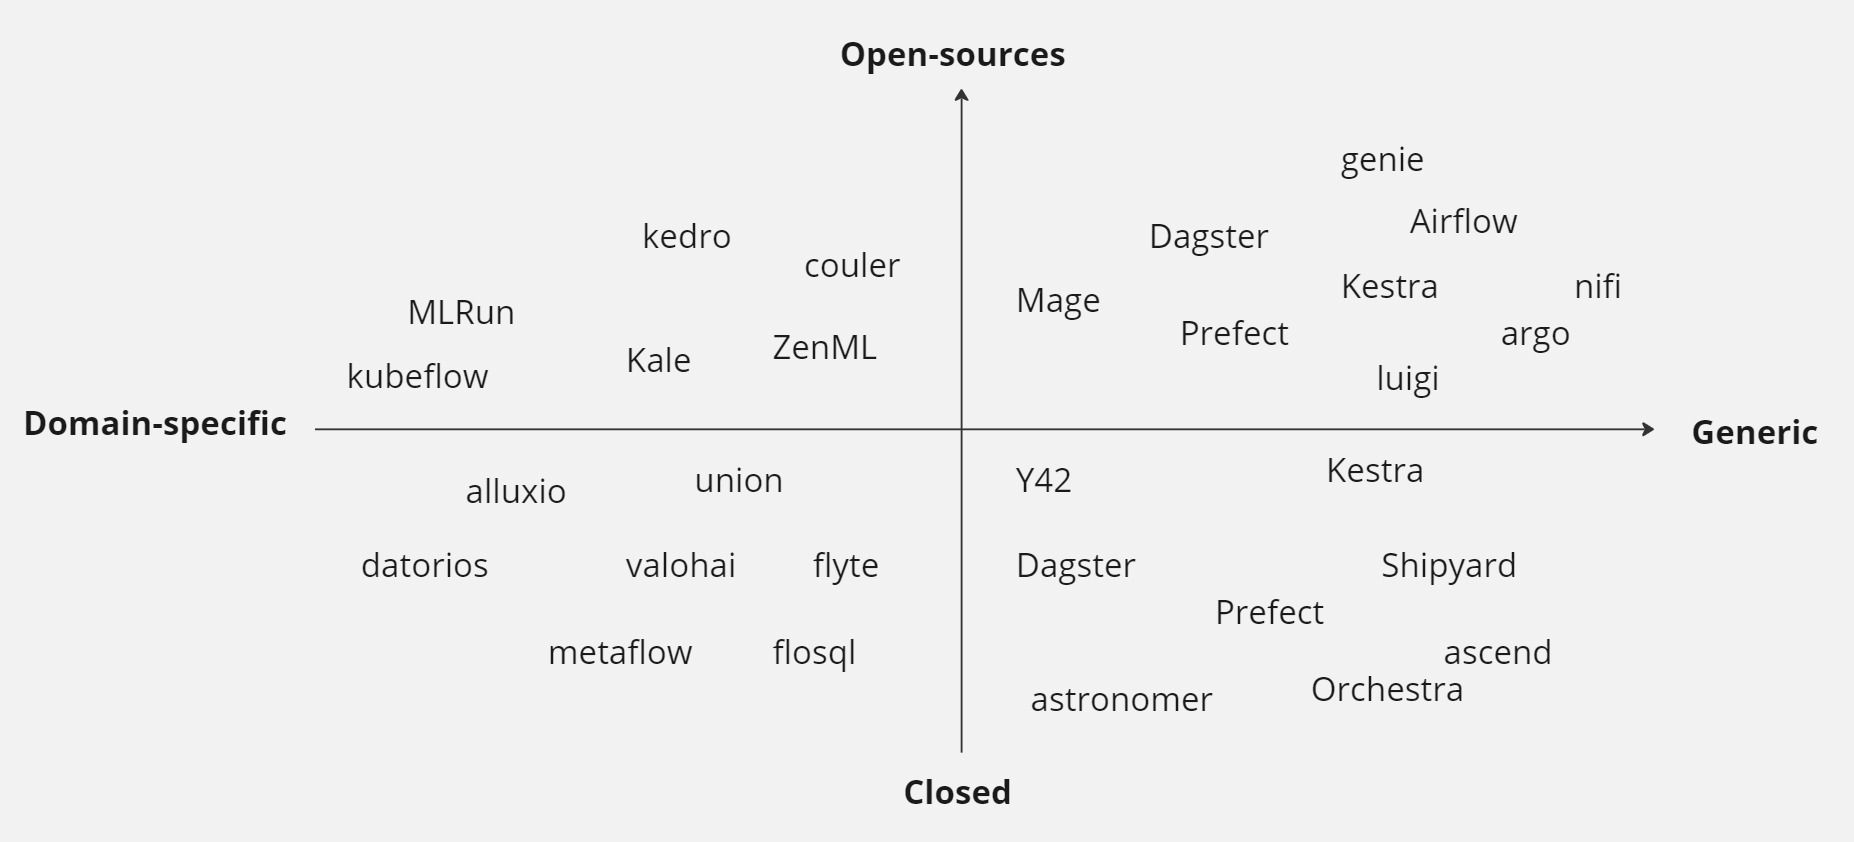 Open-sources
genie
Airflow
kedro
Dagster
couler
Kestra
nifi
Mage
MLRun
Prefect
argo
ZenML
Kale
kubeflow
luigi
Domain-specific
Generic
Kestra
union
Y42
alluxio
datorios
valohai
flyte
Dagster
Shipyard
Prefect
metaflow
flosql
ascend
Orchestra
astronomer
Closed